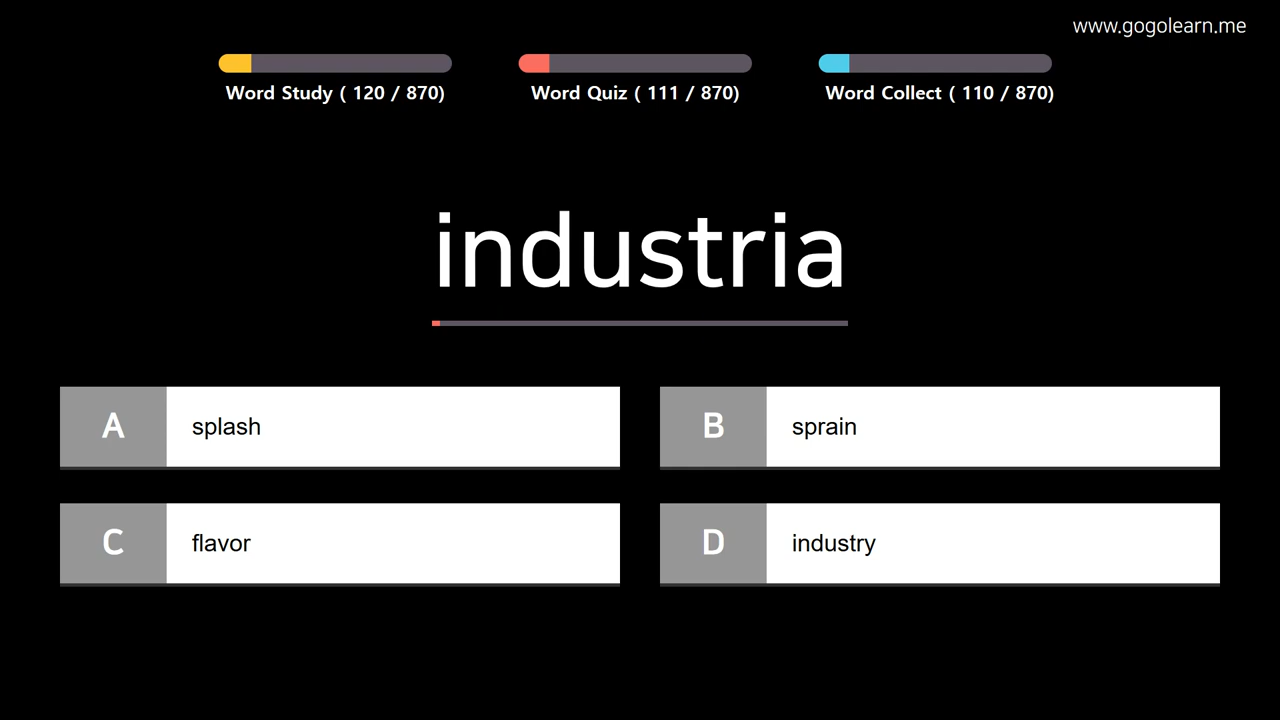 www.gogolearn.me
Word Study ( 120 / 870)
Word Quiz ( 111 / 870)
Word Collect ( 110 / 870)
industria
A splash
B sprain
C flavor
D industry